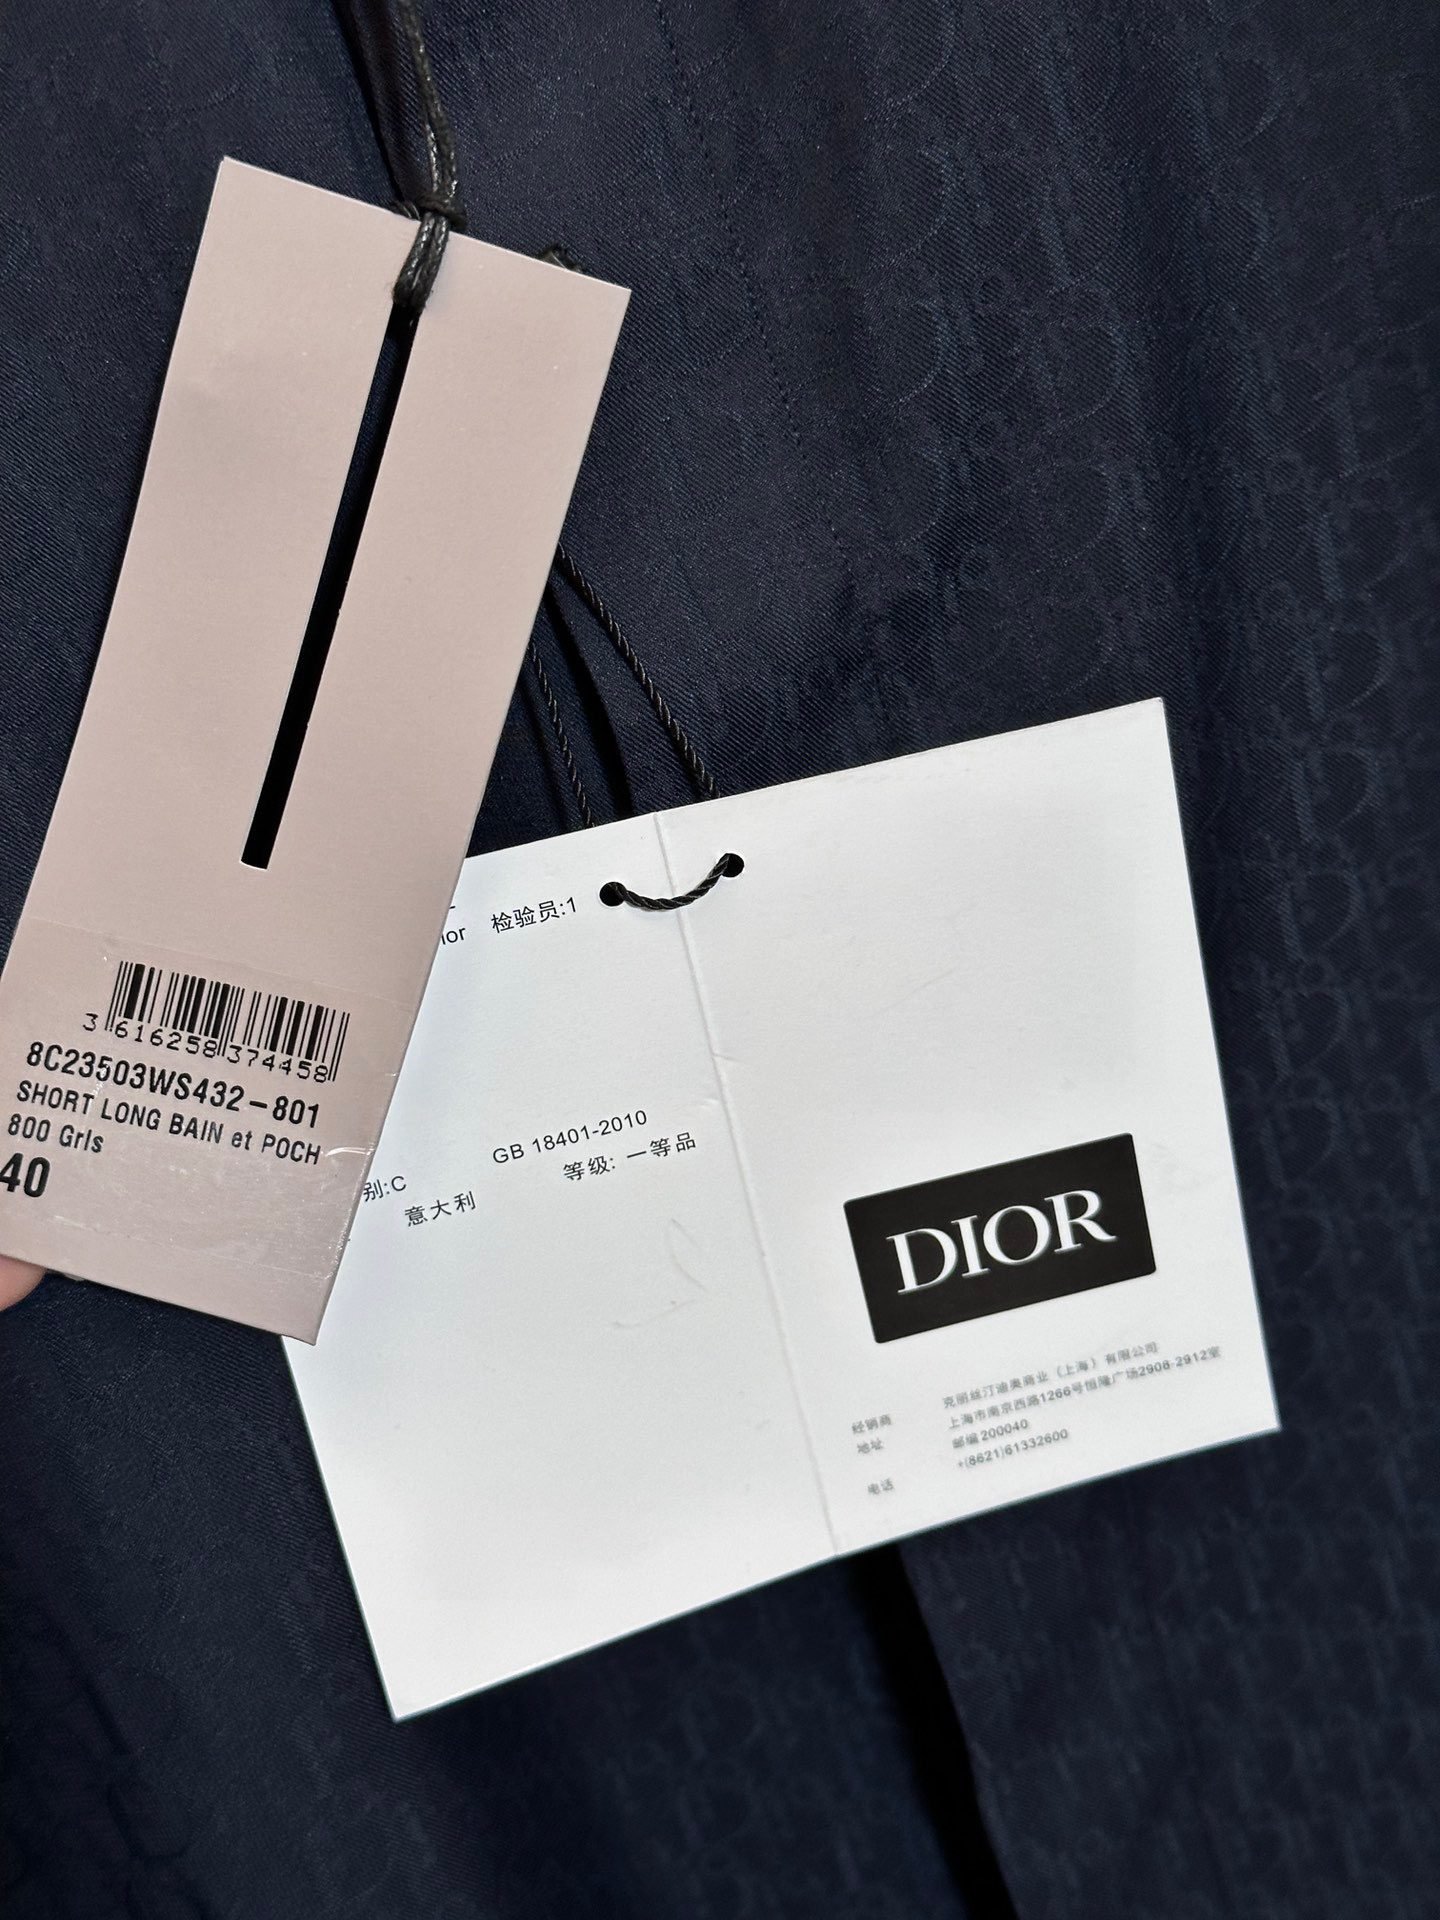 3 616258 374458
8C23503WS432-801
SHORT LONG BAIN et POCH
800 Gris
40
ior 检验员:1
GB 18401-2010
别:C
等级: 一等品
意大利
DIOR
克丽丝汀迪奥商业（上海）有限公司
经销商
上海市南京西路1266号恒隆广场2908-2912室
地址
邮编200040
+(8621)61332600
电话